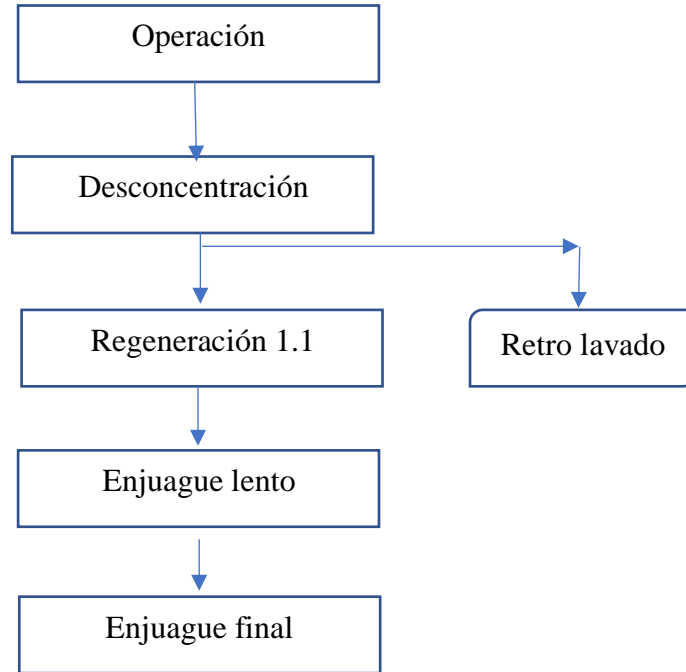 Operación
Desconcentración
Regeneración 1.1
Retro lavado
Enjuague lento
Enjuague final